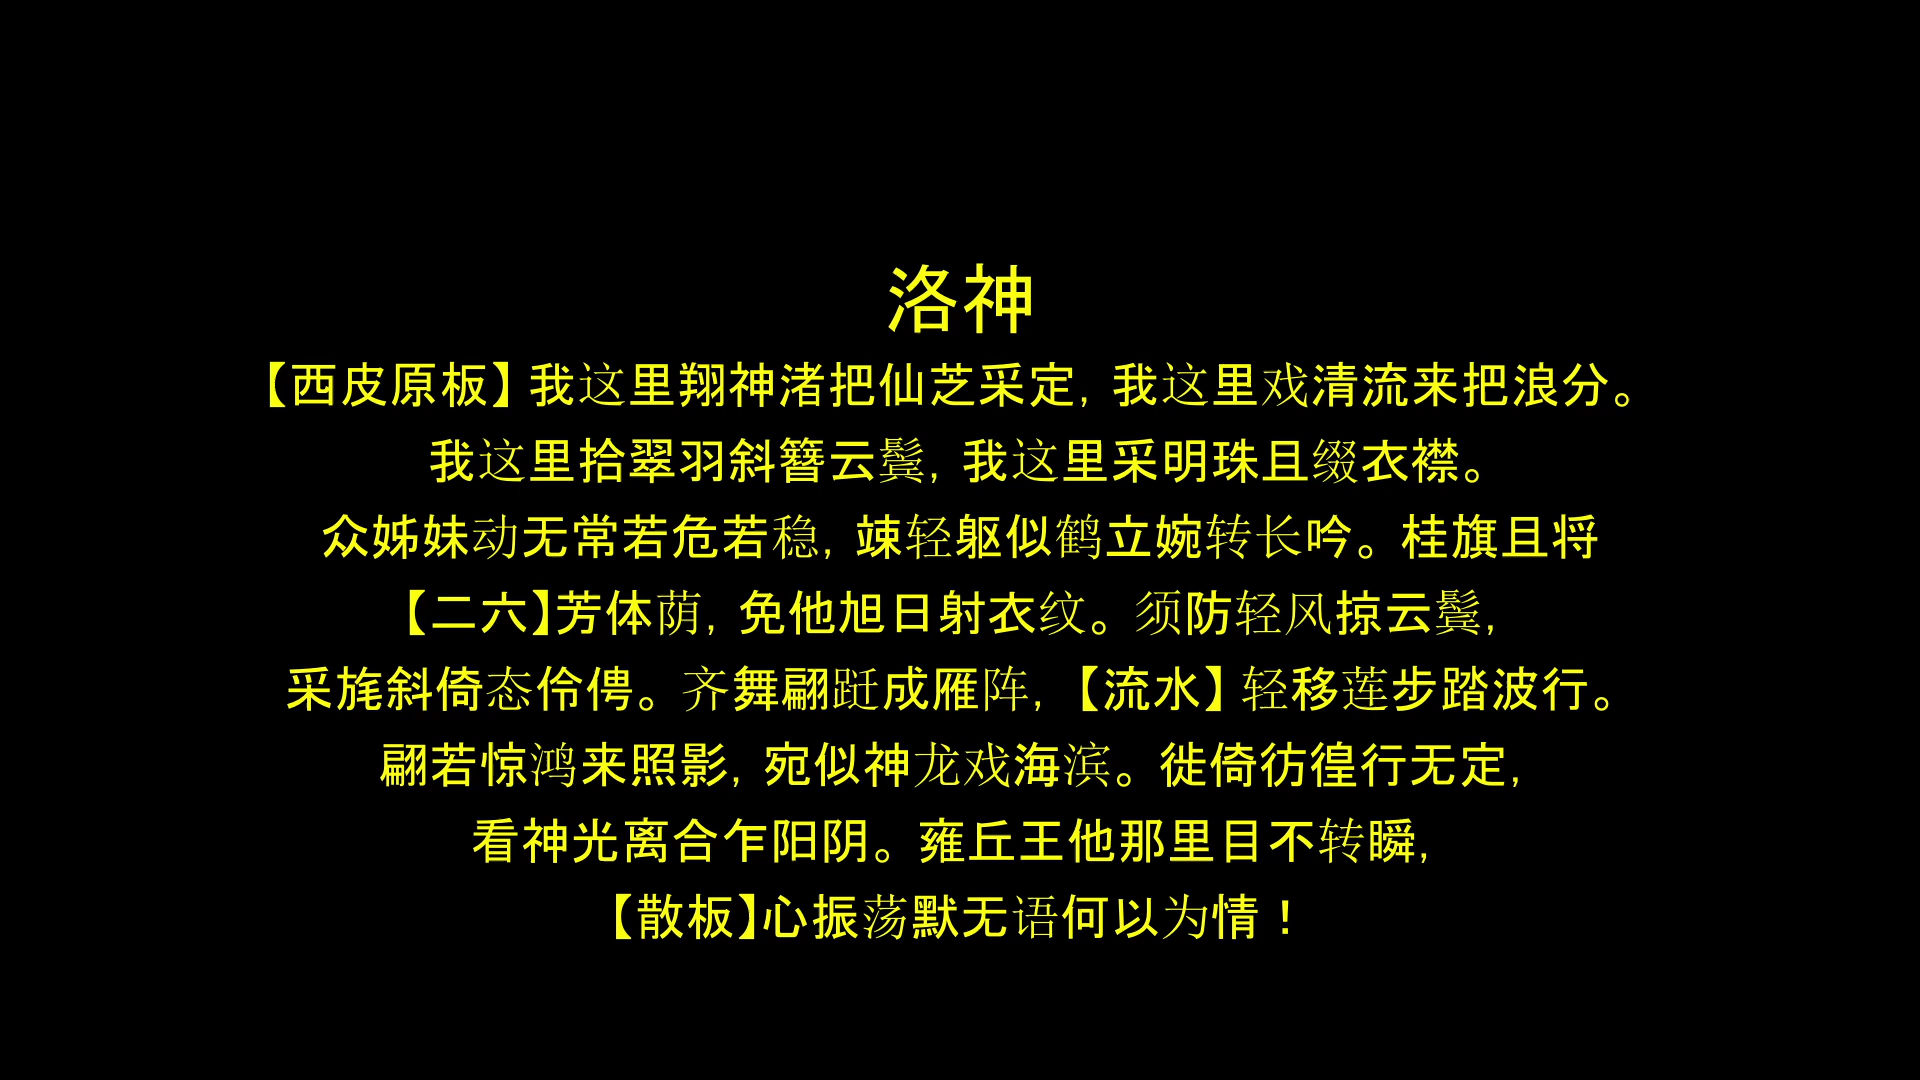 洛神
【西皮原板】我这里翔神渚把仙芝采定，我这里戏清流来把浪分。
我这里拾翠羽斜簪云鬓，我这里采明珠且缀衣襟。
众姊妹动无常若危若稳，竦轻躯似鹤立婉转长吟。桂旗且将
【二六】芳体荫，免他旭日射衣纹。须防轻风掠云鬓，
采旄斜倚态伶俜。齐舞翩跹成雁阵，【流水】轻移莲步踏波行。
翩若惊鸿来照影，宛似神龙戏海滨。徙倚彷徨行无定，
看神光离合乍阳阴。雍丘王他那里目不转瞬，
【散板】心振荡默无语何以为情！